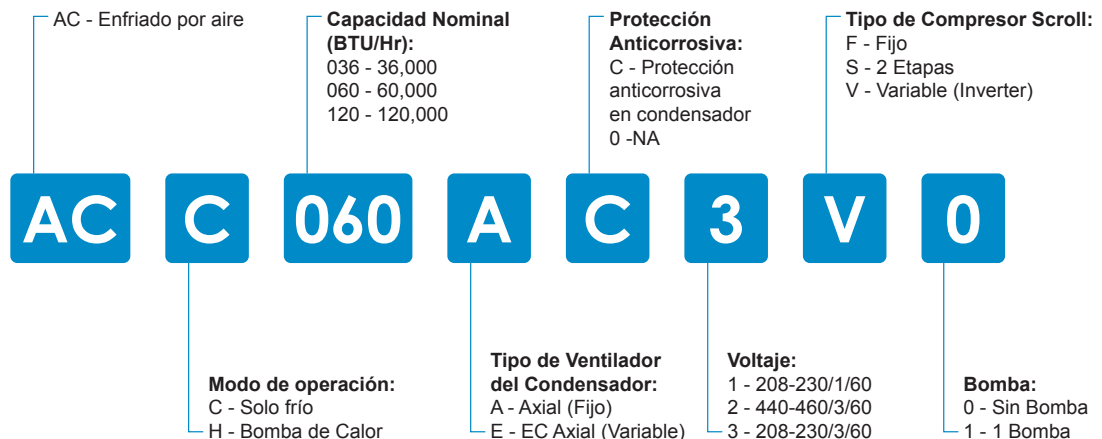 AC - Enfriado por aire
Capacidad Nominal
(BTU/Hr):
036 - 36,000
060 - 60,000
120 - 120,000
Protección
Anticorrosiva:
C - Protección
anticorrosiva
en condensador
0 -NA
Tipo de Compresor Scroll:
F - Fijo
S - 2 Etapas
V - Variable (Inverter)
AC C 060 A C 3 V 0
Modo de operación:
C - Solo frío
H - Bomba de Calor
Tipo de Ventilador
del Condensador:
A - Axial (Fijo)
E - EC Axial (Variable)
Voltaje:
1 - 208-230/1/60
2 - 440-460/3/60
3 - 208-230/3/60
Bomba:
0 - Sin Bomba
1 - 1 Bomba